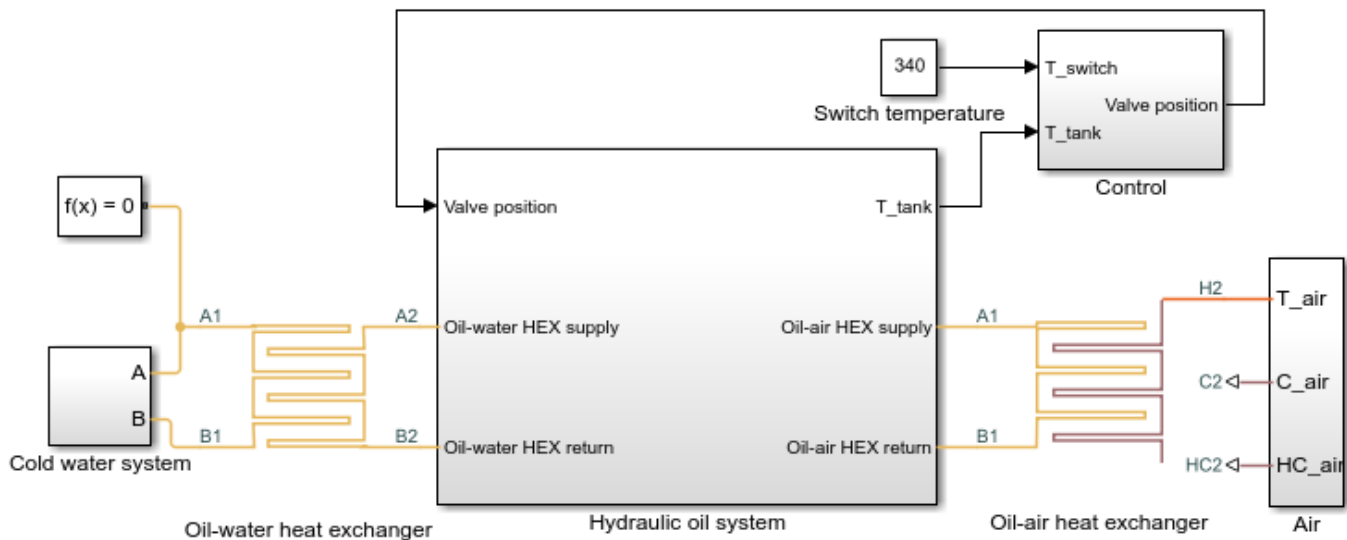 340
T_switch
Valve position
Switch temperature
T_tank
Control
f(x) = 0
Valve position
T_tank
A1
A2
Oil-water HEX supply
Oil-air HEX supply
A1
H2
T_air
A
B
C2
C_air
B1
B2
Oil-water HEX return
Oil-air HEX return
B1
HC2
HC_air
Cold water system
Oil-water heat exchanger
Hydraulic oil system
Oil-air heat exchanger
Air